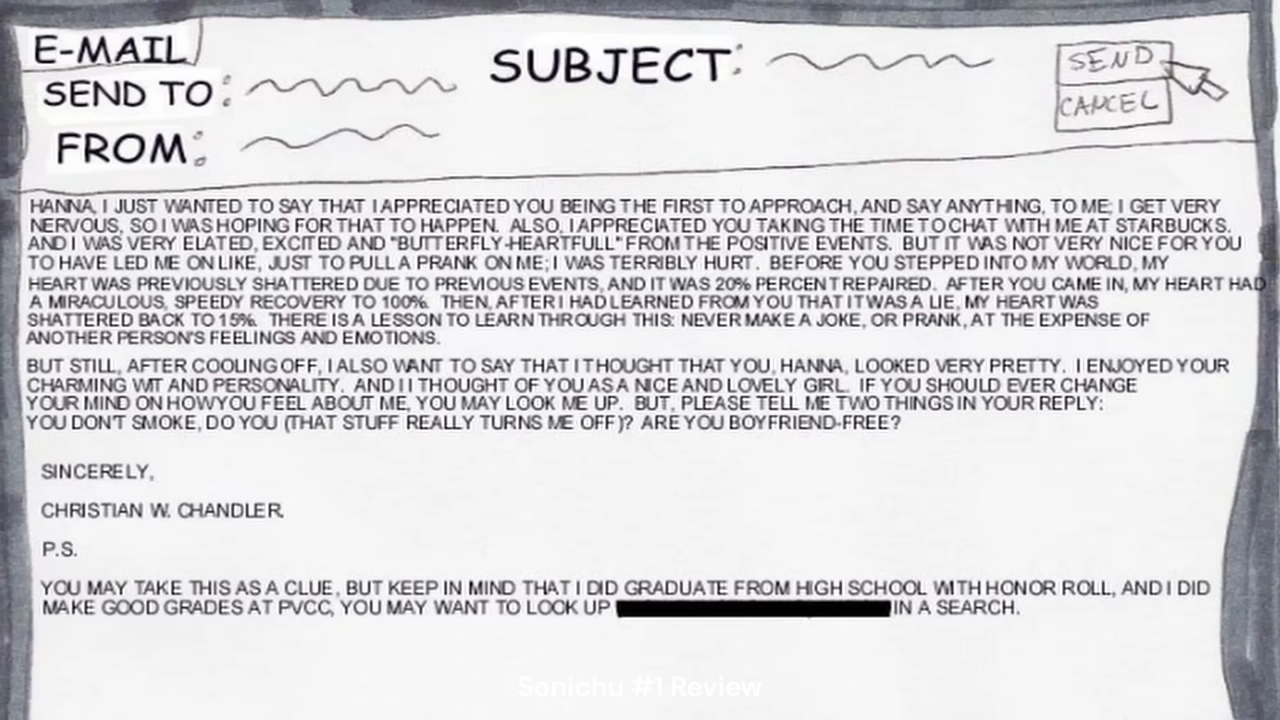 E-MAIL
SEND TO:
FROM:
SUBJECT:
SEND
CANCEL
HANNA, I JUST WANTED TO SAY THAT I APPRECIATED YOU BEING THE FIRST TO APPROACH, AND SAY ANYTHING, TO ME; I GET VERY
NERVOUS, SO I WAS HOPING FOR THAT TO HAPPEN. ALSO, I APPRECIATED YOU TAKING THE TIME TO CHAT WITH ME AT STARBUCKS.
AND I WAS VERY ELATED, EXCITED AND "BUTTERFLY-HEARTFULL" FROM THE POSITIVE EVENTS. BUT IT WAS NOT VERY NICE FOR YOU
TO HAVE LED ME ON LIKE, JUST TO PULL A PRANK ON ME; I WAS TERRIBLY HURT. BEFORE YOU STEPPED INTO MY WORLD, MY
HEART WAS PREVIOUSLY SHATTERED DUE TO PREVIOUS EVENTS, AND IT WAS 20% PERCENT REPAIRED. AFTER YOU CAME IN, MY HEART HAD
A MIRACULOUS, SPEEDY RECOVERY TO 100%. THEN, AFTER I HAD LEARNED FROM YOU THAT IT WAS A LIE, MY HEART WAS
SHATTERED BACK TO 15%. THERE IS A LESSON TO LEARN THROUGH THIS: NEVER MAKE A JOKE, OR PRANK, AT THE EXPENSE OF
ANOTHER PERSON'S FEELINGS AND EMOTIONS.
BUT STILL, AFTER COOLING OFF, I ALSO WANT TO SAY THAT I THOUGHT THAT YOU, HANNA, LOOKED VERY PRETTY. I ENJOYED YOUR
CHARMING WIT AND PERSONALITY. AND I I THOUGHT OF YOU AS A NICE AND LOVELY GIRL. IF YOU SHOULD EVER CHANGE
YOUR MIND ON HOW YOU FEEL ABOUT ME, YOU MAY LOOK ME UP. BUT, PLEASE TELL ME TWO THINGS IN YOUR REPLY:
YOU DON'T SMOKE, DO YOU (THAT STUFF REALLY TURNS ME OFF)? ARE YOU BOYFRIEND-FREE?
SINCERELY,
CHRISTIAN W. CHANDLER.
P.S.
YOU MAY TAKE THIS AS A CLUE, BUT KEEP IN MIND THAT I DID GRADUATE FROM HIGH SCHOOL WITH HONOR ROLL, AND I DID
MAKE GOOD GRADES AT PVCC, YOU MAY WANT TO LOOK UP IN A SEARCH.
Sonichu #1 Review